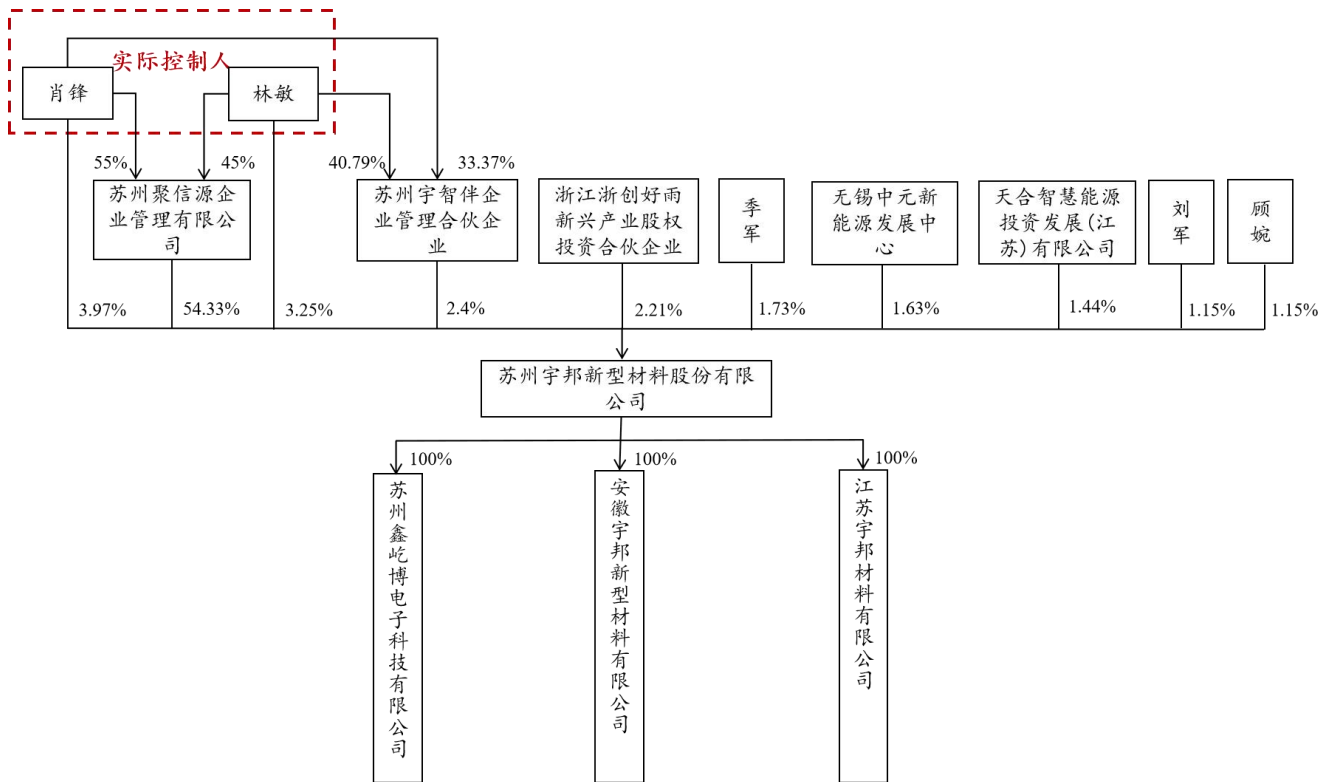 实际控制人
肖锋
林敏
55%
45%
40.79%
33.37%
苏州聚信源企
业管理有限公
司
苏州宇智伴企
业管理合伙企
业
浙江浙创好雨
新兴产业股权
投资合伙企业
季
军
无锡中元新
能源发展中
心
天合智慧能源
投资发展(江
苏)有限公司
刘
军
顾
婉
3.97%
54.33%
3.25%
2.4%
2.21%
1.73%
1.63%
1.44%
1.15%
1.15%
苏州宇邦新型材料股份有限
公司
100%
100%
100%
苏州鑫屹博电子科技有限公司
安徽宇邦新型材料有限公司
江苏宇邦材料有限公司